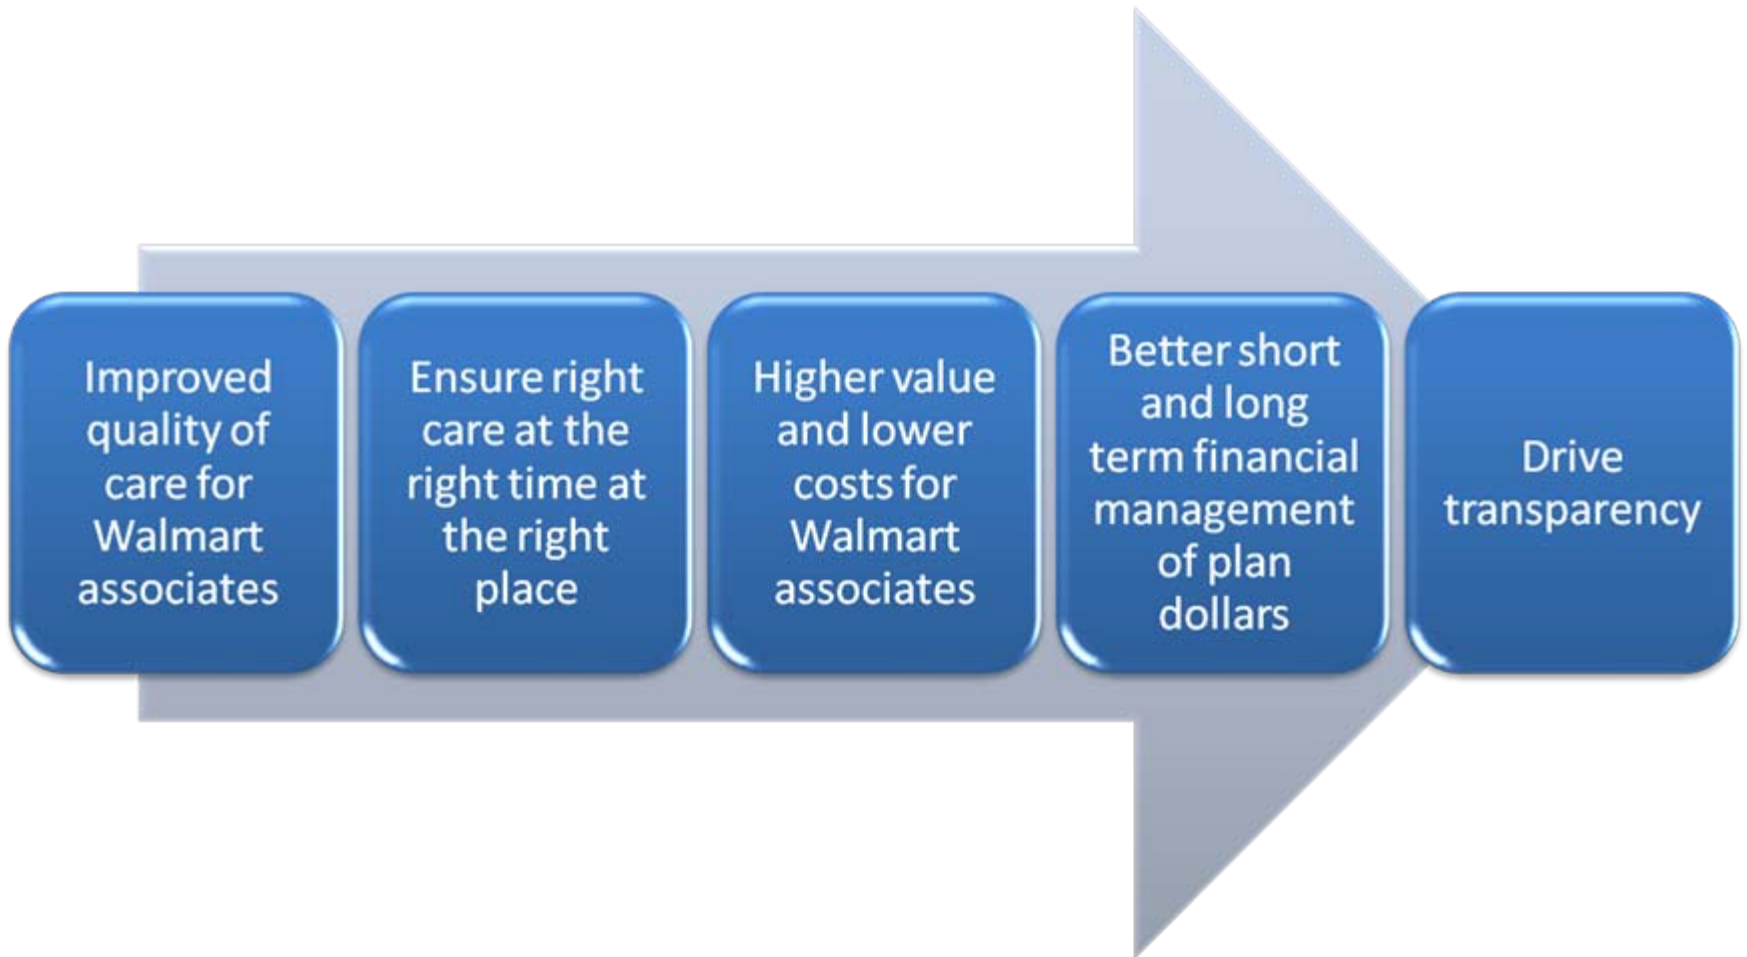 Improved
quality of
care for
Walmart
associates
Ensure right
care at the
right time at
the right
place
Higher value
and lower
costs for
Walmart
associates
Better short
and long
term financial
management
of plan
dollars
Drive
transparency